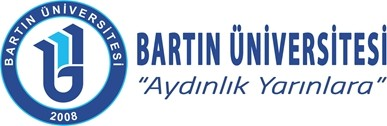 BARTIN ÜNİVERSİTESİ
2008
BARTIN ÜNİVERSİTESİ
“Aydınlık Yarınlara”